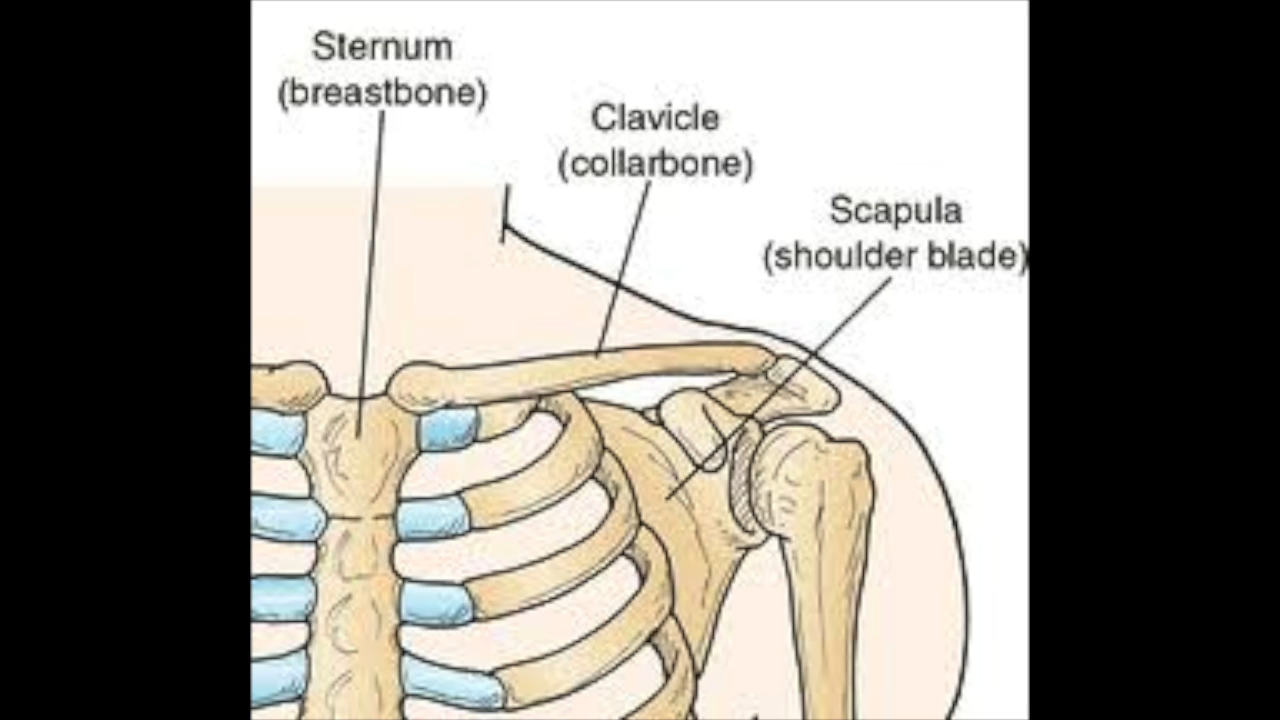 Sternum
(breastbone)
Clavicle
(collarbone)
Scapula
(shoulder blade)